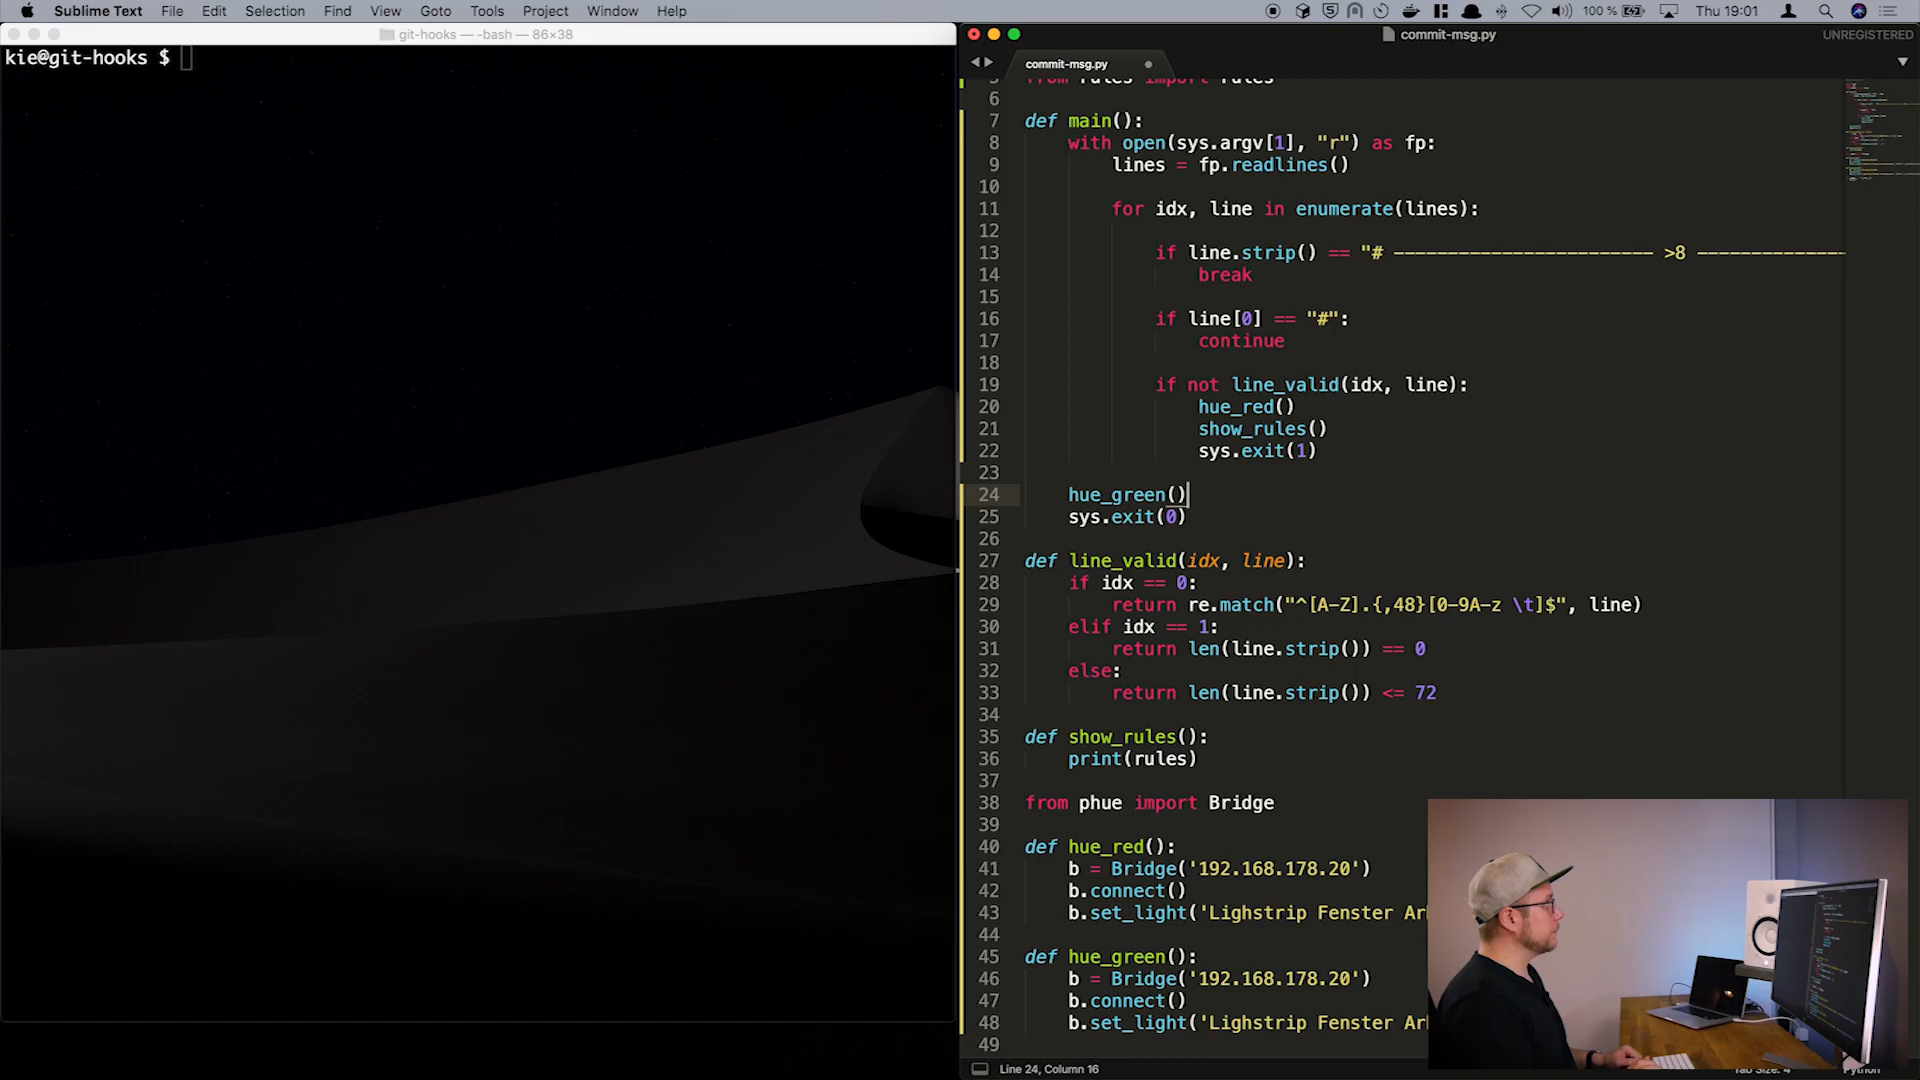 Sublime Text File Edit Selection Find View Goto Tools Project Window Help 100 % Thu 19:01
git-hooks — -bash — 86×38
kie@git-hooks $
commit-msg.py UNREGISTERED
commit-msg.py
5 from rules import rules
6
7 def main():
8 with open(sys.argv[1], "r") as fp:
9 lines = fp.readlines()
10
11 for idx, line in enumerate(lines):
12
13 if line.strip() == "# ------------------------ >8 --------------
14 break
15
16 if line[0] == "#":
17 continue
18
19 if not line_valid(idx, line):
20 hue_red()
21 show_rules()
22 sys.exit(1)
23
24 hue_green()
25 sys.exit(0)
26
27 def line_valid(idx, line):
28 if idx == 0:
29 return re.match("^[A-Z].{,48}[0-9A-z \t]$", line)
30 elif idx == 1:
31 return len(line.strip()) == 0
32 else:
33 return len(line.strip()) <= 72
34
35 def show_rules():
36 print(rules)
37
38 from phue import Bridge
39
40 def hue_red():
41 b = Bridge('192.168.178.20')
42 b.connect()
43 b.set_light('Lighstrip Fenster Ar
44
45 def hue_green():
46 b = Bridge('192.168.178.20')
47 b.connect()
48 b.set_light('Lighstrip Fenster Ar
49
Line 24, Column 16 Tab Size: 4 Python